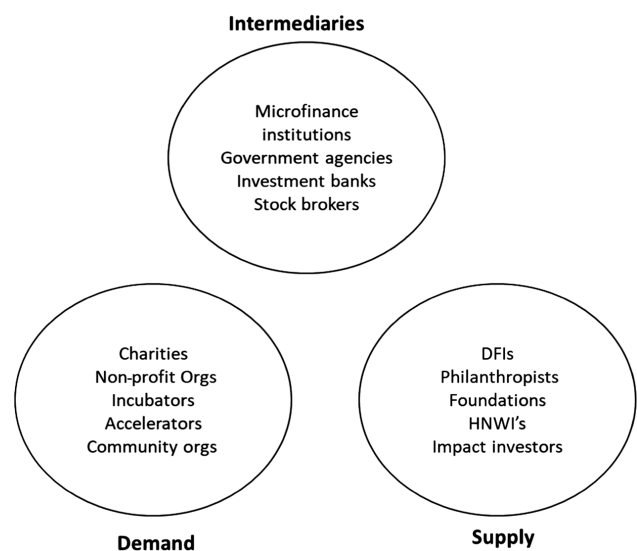 Intermediaries
Microfinance
institutions
Government agencies
Investment banks
Stock brokers
Charities
Non-profit Orgs
Incubators
Accelerators
Community orgs
Demand
DFIs
Philanthropists
Foundations
HNWI's
Impact investors
Supply